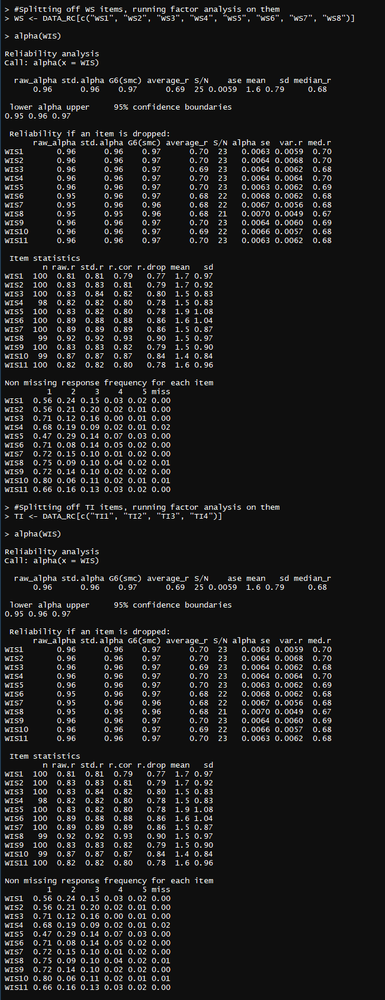 > #Splitting off WS items, running factor analysis on them
> WS <- DATA_RC[c("WS1", "WS2", "WS3", "WS4", "WS5", "WS6", "WS7", "WS8")]
> alpha(WIS)
Reliability analysis
Call: alpha(x = WIS)
raw_alpha std.alpha G6(smc) average_r S/N ase mean sd median_r
0.96 0.96 0.97 0.69 25 0.0059 1.6 0.79 0.68
lower alpha upper 95% confidence boundaries
0.95 0.96 0.97
Reliability if an item is dropped:
raw_alpha std.alpha G6(smc) average_r S/N alpha se var.r med.r
WIS1 0.96 0.96 0.97 0.70 23 0.0063 0.0059 0.70
WIS2 0.96 0.96 0.97 0.70 23 0.0064 0.0068 0.70
WIS3 0.96 0.96 0.97 0.69 23 0.0064 0.0062 0.68
WIS4 0.96 0.96 0.97 0.70 23 0.0064 0.0064 0.70
WIS5 0.96 0.96 0.97 0.70 23 0.0063 0.0062 0.69
WIS6 0.95 0.96 0.97 0.68 22 0.0068 0.0062 0.68
WIS7 0.95 0.96 0.96 0.68 22 0.0067 0.0056 0.68
WIS8 0.95 0.95 0.96 0.68 21 0.0070 0.0049 0.67
WIS9 0.96 0.96 0.97 0.70 23 0.0064 0.0060 0.69
WIS10 0.96 0.96 0.97 0.69 22 0.0066 0.0057 0.68
WIS11 0.96 0.96 0.97 0.70 23 0.0063 0.0062 0.68
Item statistics
n raw.r std.r r.cor r.drop mean sd
WIS1 100 0.81 0.81 0.79 0.77 1.7 0.97
WIS2 100 0.83 0.83 0.81 0.79 1.7 0.92
WIS3 100 0.83 0.84 0.82 0.80 1.5 0.83
WIS4 98 0.82 0.82 0.80 0.78 1.5 0.83
WIS5 100 0.83 0.82 0.80 0.78 1.9 1.08
WIS6 100 0.89 0.88 0.88 0.86 1.6 1.04
WIS7 100 0.89 0.89 0.89 0.86 1.5 0.87
WIS8 99 0.92 0.92 0.93 0.90 1.5 0.97
WIS9 100 0.83 0.83 0.82 0.79 1.5 0.90
WIS10 99 0.87 0.87 0.87 0.84 1.4 0.84
WIS11 100 0.82 0.82 0.80 0.78 1.6 0.96
Non missing response frequency for each item
1 2 3 4 5 miss
WIS1 0.56 0.24 0.15 0.03 0.02 0.00
WIS2 0.56 0.21 0.20 0.02 0.01 0.00
WIS3 0.71 0.12 0.16 0.00 0.01 0.00
WIS4 0.68 0.19 0.09 0.02 0.01 0.02
WIS5 0.47 0.29 0.14 0.07 0.03 0.00
WIS6 0.71 0.08 0.14 0.05 0.02 0.00
WIS7 0.72 0.15 0.10 0.01 0.02 0.00
WIS8 0.75 0.09 0.10 0.04 0.02 0.01
WIS9 0.72 0.14 0.10 0.02 0.02 0.00
WIS10 0.80 0.06 0.11 0.02 0.01 0.01
WIS11 0.66 0.16 0.13 0.03 0.02 0.00
> #Splitting off TI items, running factor analysis on them
> TI <- DATA_RC[c("TI1", "TI2", "TI3", "TI4")]
> alpha(WIS)
Reliability analysis
Call: alpha(x = WIS)
raw_alpha std.alpha G6(smc) average_r S/N ase mean sd median_r
0.96 0.96 0.97 0.69 25 0.0059 1.6 0.79 0.68
lower alpha upper 95% confidence boundaries
0.95 0.96 0.97
Reliability if an item is dropped:
raw_alpha std.alpha G6(smc) average_r S/N alpha se var.r med.r
WIS1 0.96 0.96 0.97 0.70 23 0.0063 0.0059 0.70
WIS2 0.96 0.96 0.97 0.70 23 0.0064 0.0068 0.70
WIS3 0.96 0.96 0.97 0.69 23 0.0064 0.0062 0.68
WIS4 0.96 0.96 0.97 0.70 23 0.0064 0.0064 0.70
WIS5 0.96 0.96 0.97 0.70 23 0.0063 0.0062 0.69
WIS6 0.95 0.96 0.97 0.68 22 0.0068 0.0062 0.68
WIS7 0.95 0.96 0.96 0.68 22 0.0067 0.0056 0.68
WIS8 0.95 0.95 0.96 0.68 21 0.0070 0.0049 0.67
WIS9 0.96 0.96 0.97 0.70 23 0.0064 0.0060 0.69
WIS10 0.96 0.96 0.97 0.69 22 0.0066 0.0057 0.68
WIS11 0.96 0.96 0.97 0.70 23 0.0063 0.0062 0.68
Item statistics
n raw.r std.r r.cor r.drop mean sd
WIS1 100 0.81 0.81 0.79 0.77 1.7 0.97
WIS2 100 0.83 0.83 0.81 0.79 1.7 0.92
WIS3 100 0.83 0.84 0.82 0.80 1.5 0.83
WIS4 98 0.82 0.82 0.80 0.78 1.5 0.83
WIS5 100 0.83 0.82 0.80 0.78 1.9 1.08
WIS6 100 0.89 0.88 0.88 0.86 1.6 1.04
WIS7 100 0.89 0.89 0.89 0.86 1.5 0.87
WIS8 99 0.92 0.92 0.93 0.90 1.5 0.97
WIS9 100 0.83 0.83 0.82 0.79 1.5 0.90
WIS10 99 0.87 0.87 0.87 0.84 1.4 0.84
WIS11 100 0.82 0.82 0.80 0.78 1.6 0.96
Non missing response frequency for each item
1 2 3 4 5 miss
WIS1 0.56 0.24 0.15 0.03 0.02 0.00
WIS2 0.56 0.21 0.20 0.02 0.01 0.00
WIS3 0.71 0.12 0.16 0.00 0.01 0.00
WIS4 0.68 0.19 0.09 0.02 0.01 0.02
WIS5 0.47 0.29 0.14 0.07 0.03 0.00
WIS6 0.71 0.08 0.14 0.05 0.02 0.00
WIS7 0.72 0.15 0.10 0.01 0.02 0.00
WIS8 0.75 0.09 0.10 0.04 0.02 0.01
WIS9 0.72 0.14 0.10 0.02 0.02 0.00
WIS10 0.80 0.06 0.11 0.02 0.01 0.01
WIS11 0.66 0.16 0.13 0.03 0.02 0.00